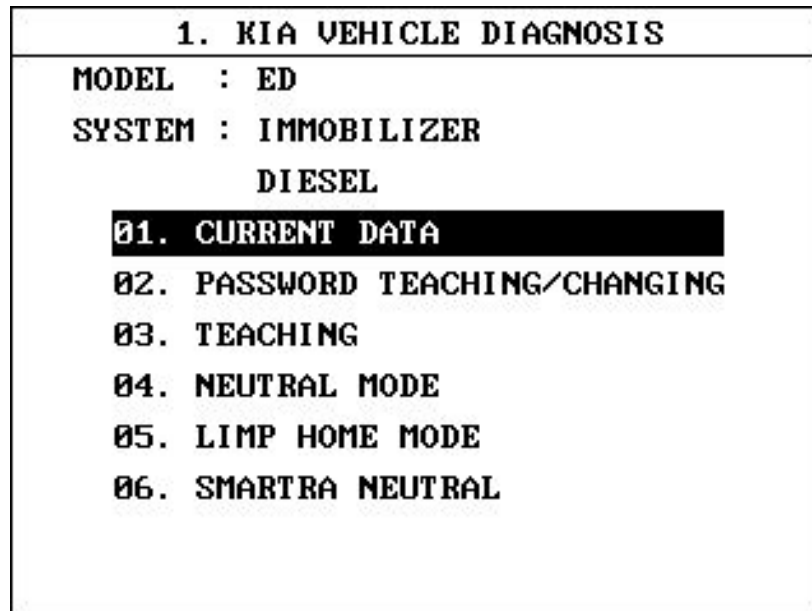 1. KIA VEHICLE DIAGNOSIS
MODEL : ED
SYSTEM : IMMOBILIZER
DIESEL
01. CURRENT DATA
02. PASSWORD TEACHING/CHANGING
03. TEACHING
04. NEUTRAL MODE
05. LIMP HOME MODE
06. SMARTRA NEUTRAL